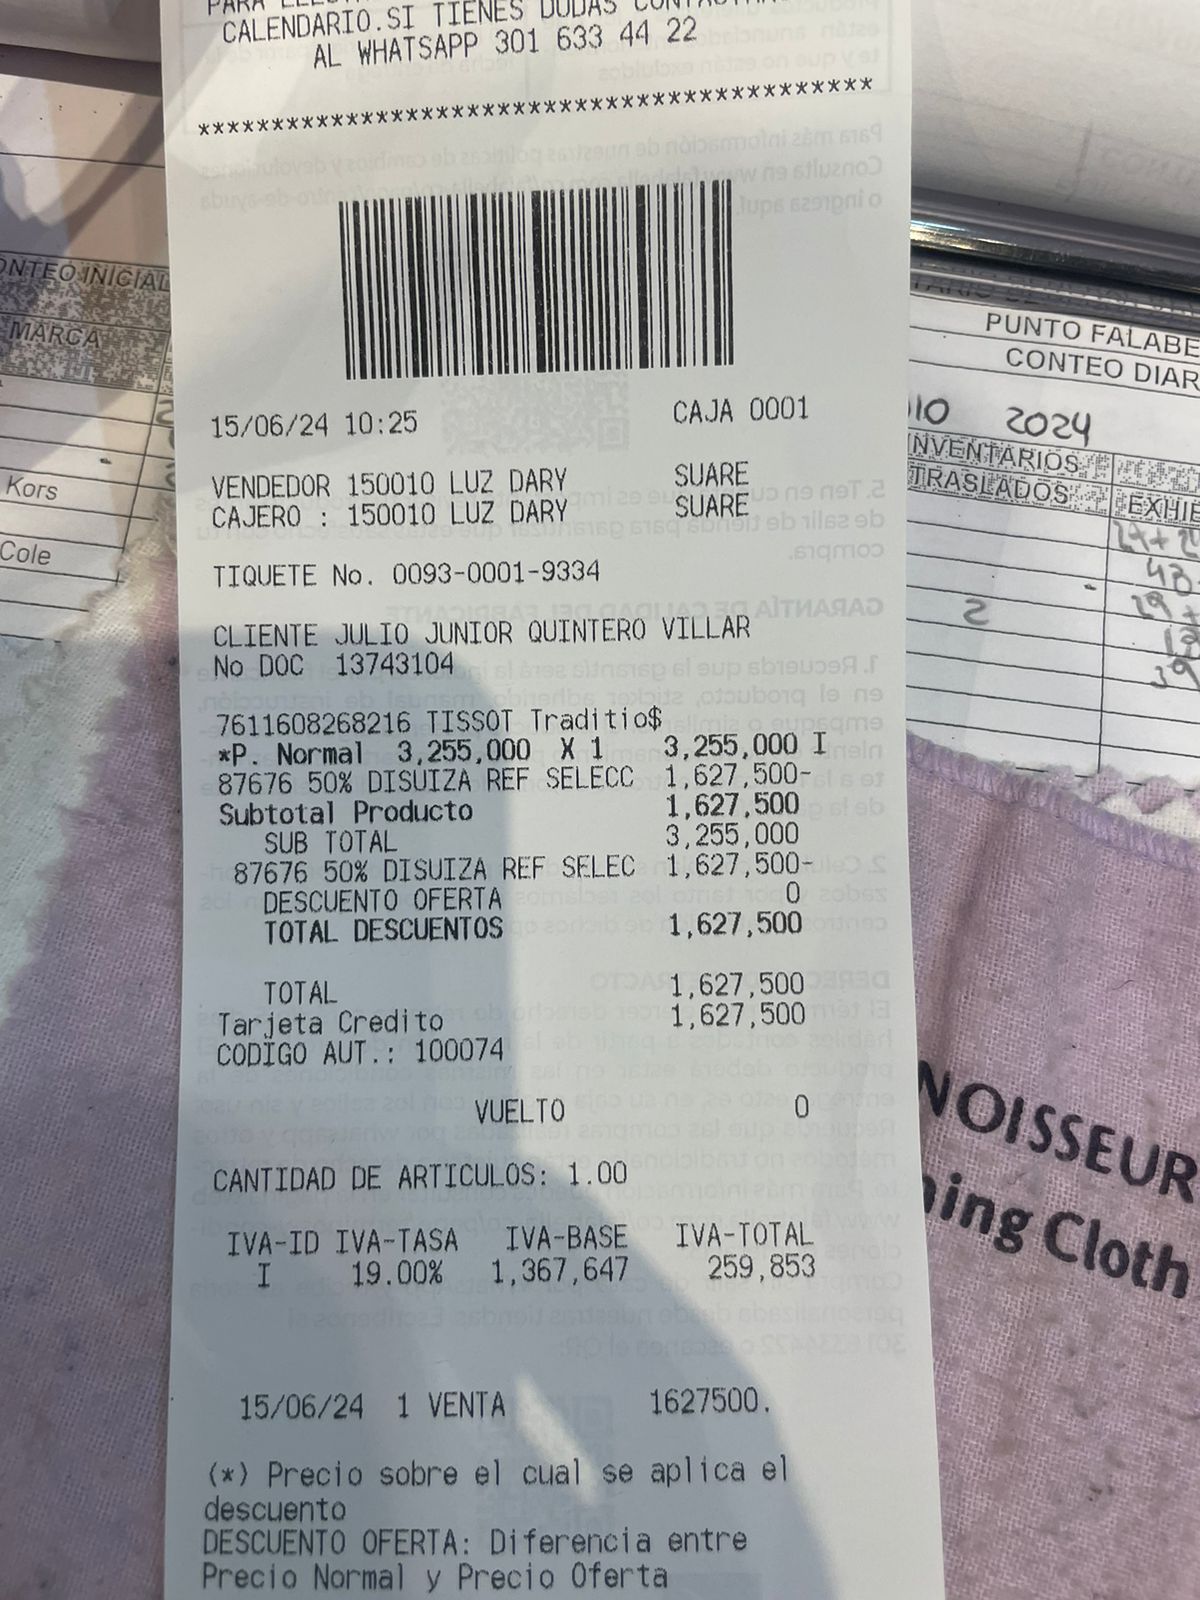 CALENDARIO.SI TIENES DUDAS
AL WHATSAPP 301 633 44 22
***********************************************
15/06/24 10:25 CAJA 0001
VENDEDOR 150010 LUZ DARY SUARE
CAJERO : 150010 LUZ DARY SUARE
TIQUETE No. 0093-0001-9334
CLIENTE JULIO JUNIOR QUINTERO VILLAR
No DOC 13743104
7611608268216 TISSOT Traditio$
*P. Normal 3,255,000 X 1 3,255,000 I
87676 50% DISUIZA REF SELECC 1,627,500-
Subtotal Producto 1,627,500
SUB TOTAL 3,255,000
87676 50% DISUIZA REF SELEC 1,627,500-
DESCUENTO OFERTA 0
TOTAL DESCUENTOS 1,627,500
TOTAL 1,627,500
Tarjeta Credito 1,627,500
CODIGO AUT.: 100074
VUELTO 0
CANTIDAD DE ARTICULOS: 1.00
IVA-ID IVA-TASA IVA-BASE IVA-TOTAL
I 19.00% 1,367,647 259,853
15/06/24 1 VENTA 1627500.
(*) Precio sobre el cual se aplica el
descuento
DESCUENTO OFERTA: Diferencia entre
Precio Normal y Precio Oferta
ONTEO INICIAL
MARCA
Kors
Cole
PUNTO FALABE
CONTEO DIAR
2024
INVENTARIOS
TRASLADOS EXHI
2
NOISSEUR
ning Cloth